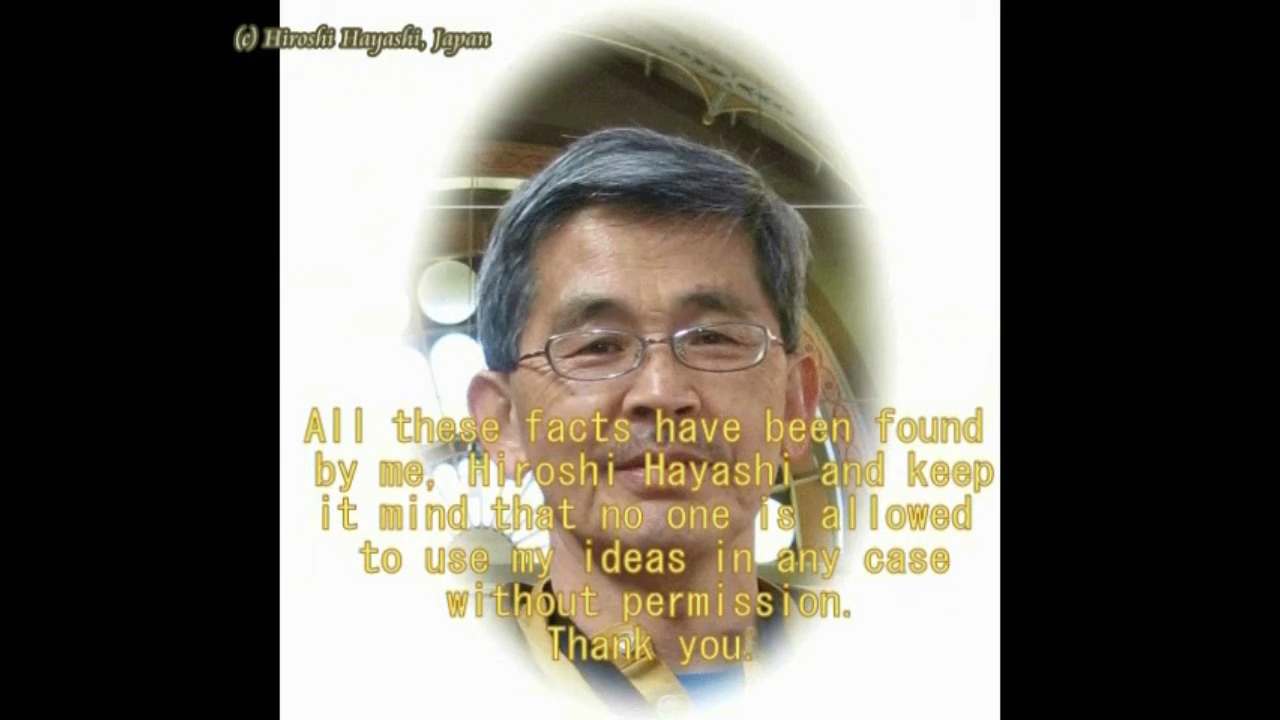 (c) Hiroshi Hayashi, Japan
All these facts have been found
by me, Hiroshi Hayashi and keep
it mind that no one is allowed
to use my ideas in any case
without permission.
Thank you.